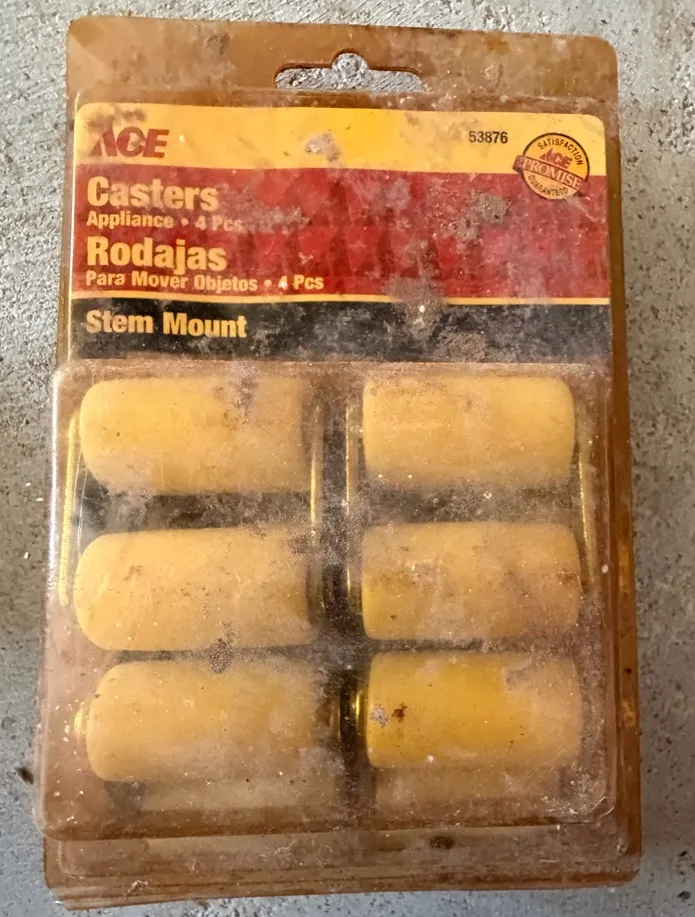 ACE
53876
SATISFACTION
ACE
PROMISE
GUARANTEED
Casters
Appliance • 4 Pcs
Rodajas
Para Mover Objetos • 4 Pcs
Stem Mount